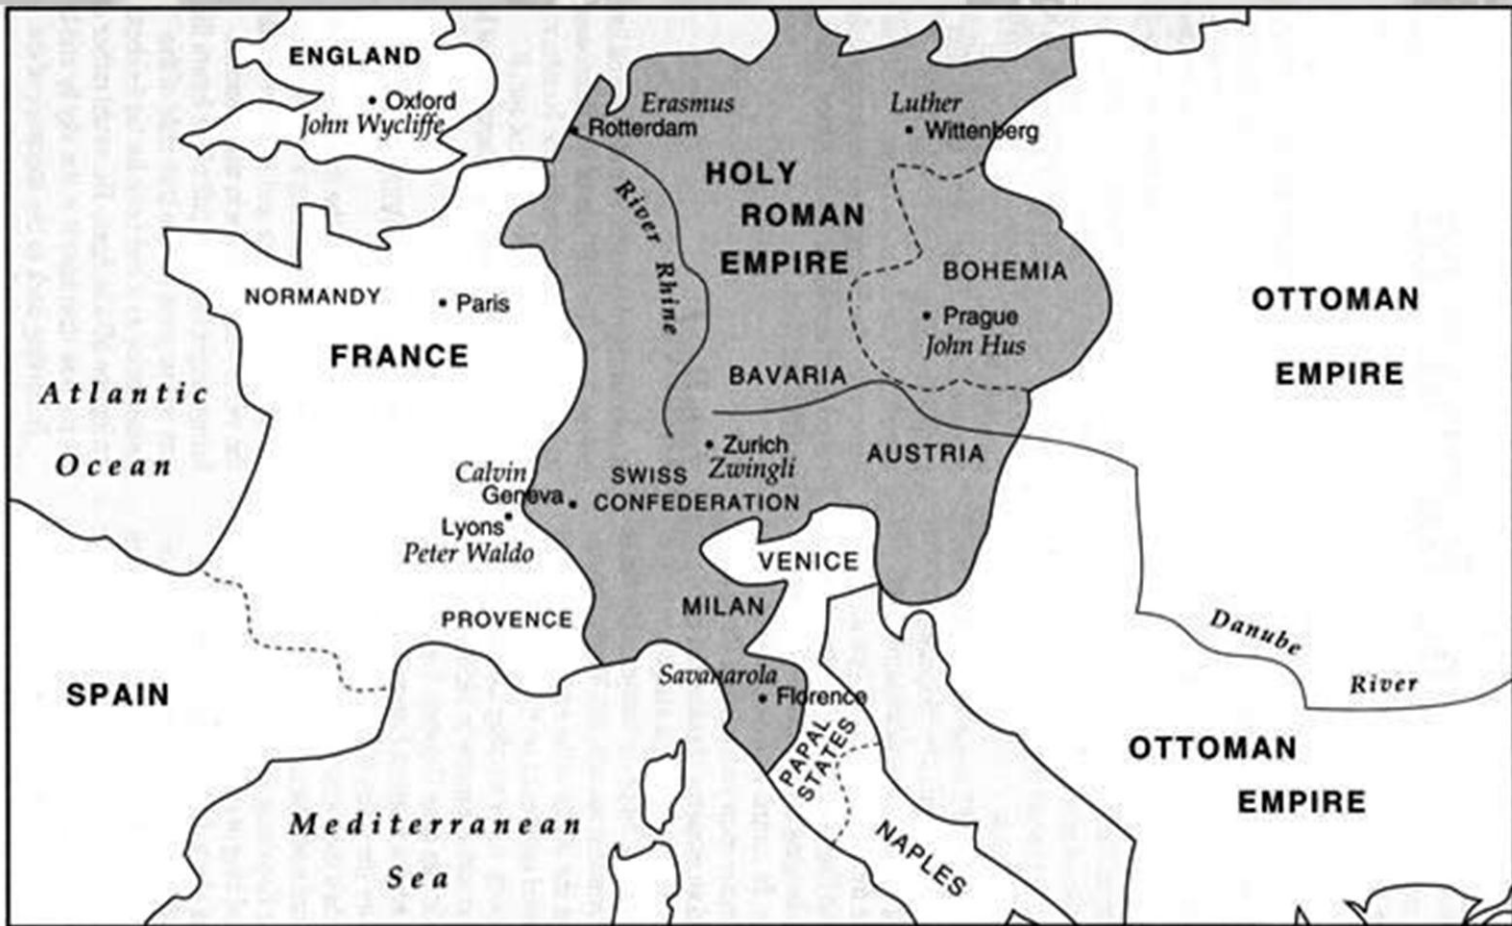 ENGLAND
Oxford
John Wycliffe
Erasmus
Rotterdam
Luther
Wittenberg
HOLY
ROMAN
EMPIRE
River Rhine
BOHEMIA
Prague
John Hus
NORMANDY
Paris
FRANCE
OTTOMAN
EMPIRE
Atlantic
Ocean
BAVARIA
Zurich
Zwingli
AUSTRIA
SWISS
CONFEDERATION
Calvin
Geneva
Lyons
Peter Waldo
VENICE
MILAN
PROVENCE
Danube
River
SPAIN
Savanarola
Florence
PAPAL
STATES
OTTOMAN
EMPIRE
Mediterranean
Sea
NAPLES